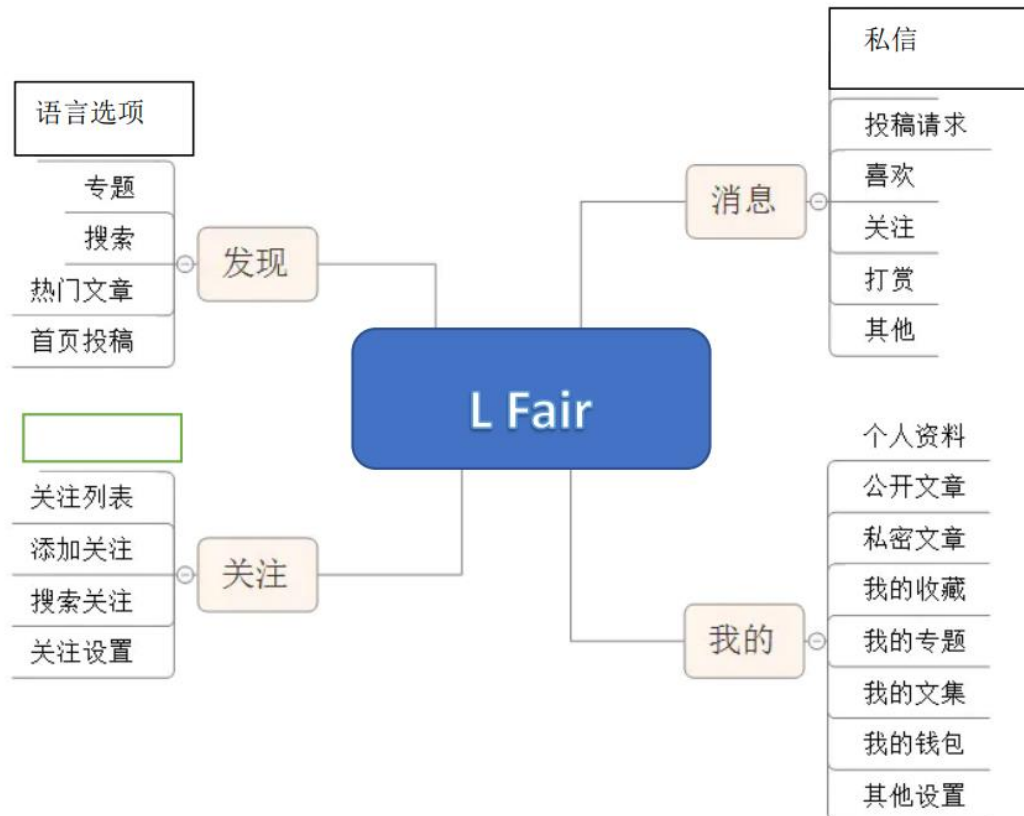 语言选项
专题
搜索
热门文章
首页投稿
发现
私信
投稿请求
喜欢
关注
打赏
其他
消息
L Fair
关注列表
添加关注
搜索关注
关注设置
关注
个人资料
公开文章
私密文章
我的收藏
我的专题
我的文集
我的钱包
其他设置
我的